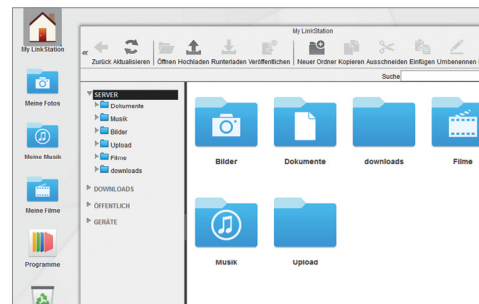 My LinkStation
My LinkStation
« Zurück Aktualisieren Öffnen Hochladen Runterladen Veröffentlichen Neuer Ordner Kopieren Ausschneiden Einfügen Umbenennen
Suche
Meine Fotos
Meine Musik
Meine Filme
Programme
SERVER
Dokumente
Musik
Bilder
Upload
Filme
downloads
DOWNLOADS
ÖFFENTLICH
GERÄTE
Bilder Dokumente downloads Filme
Musik Upload